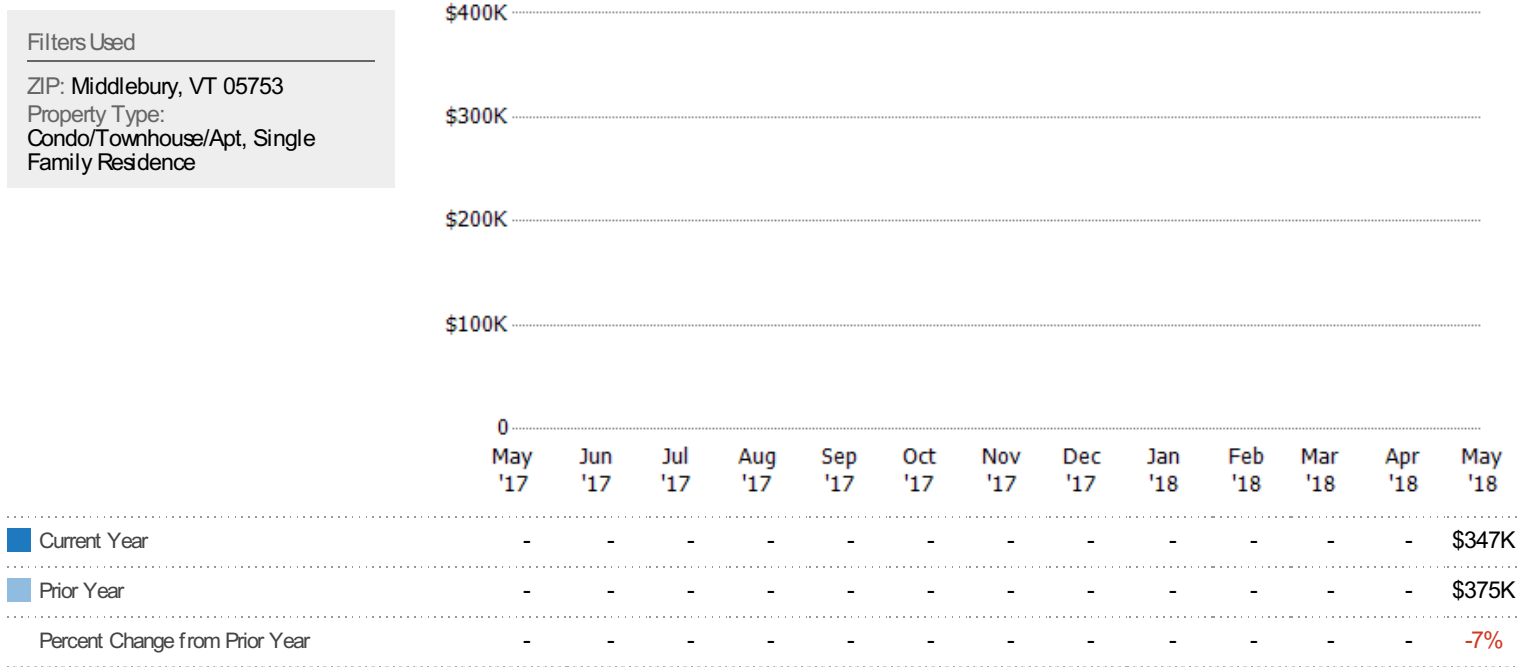 Filters Used
ZIP: Middlebury, VT 05753
Property Type:
Condo/Townhouse/Apt, Single
Family Residence
$400K
$300K
$200K
$100K
0
May Jun Jul Aug Sep Oct Nov Dec Jan Feb Mar Apr May
'17 '17 '17 '17 '17 '17 '17 '17 '18 '18 '18 '18 '18
Current Year - - - - - - - - - - - - $347K
Prior Year - - - - - - - - - - - - $375K
Percent Change from Prior Year - - - - - - - - - - - - -7%